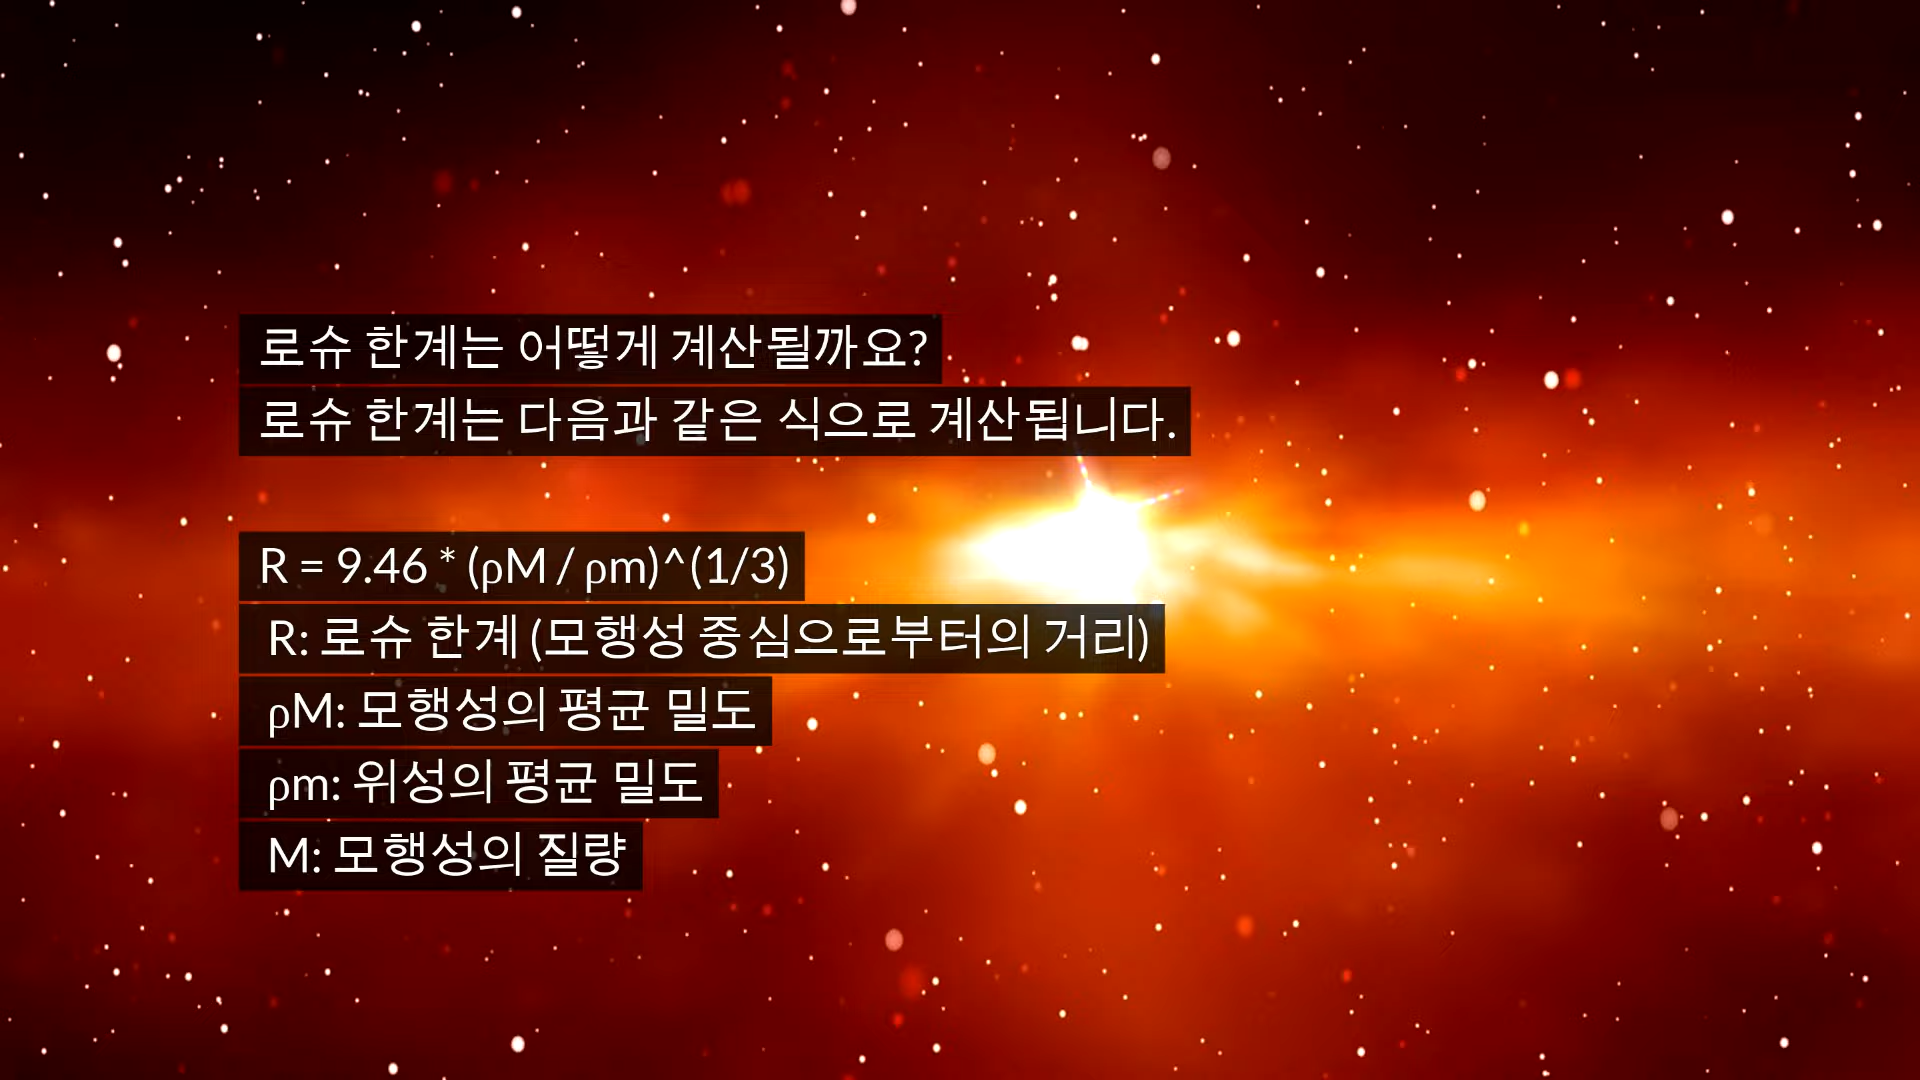 로슈 한계는 어떻게 계산될까요?
로슈 한계는 다음과 같은 식으로 계산됩니다.
R = 9.46 * (ρM / ρm)^(1/3)
R: 로슈 한계 (모행성 중심으로부터의 거리)
ρM: 모행성의 평균 밀도
ρm: 위성의 평균 밀도
M: 모행성의 질량